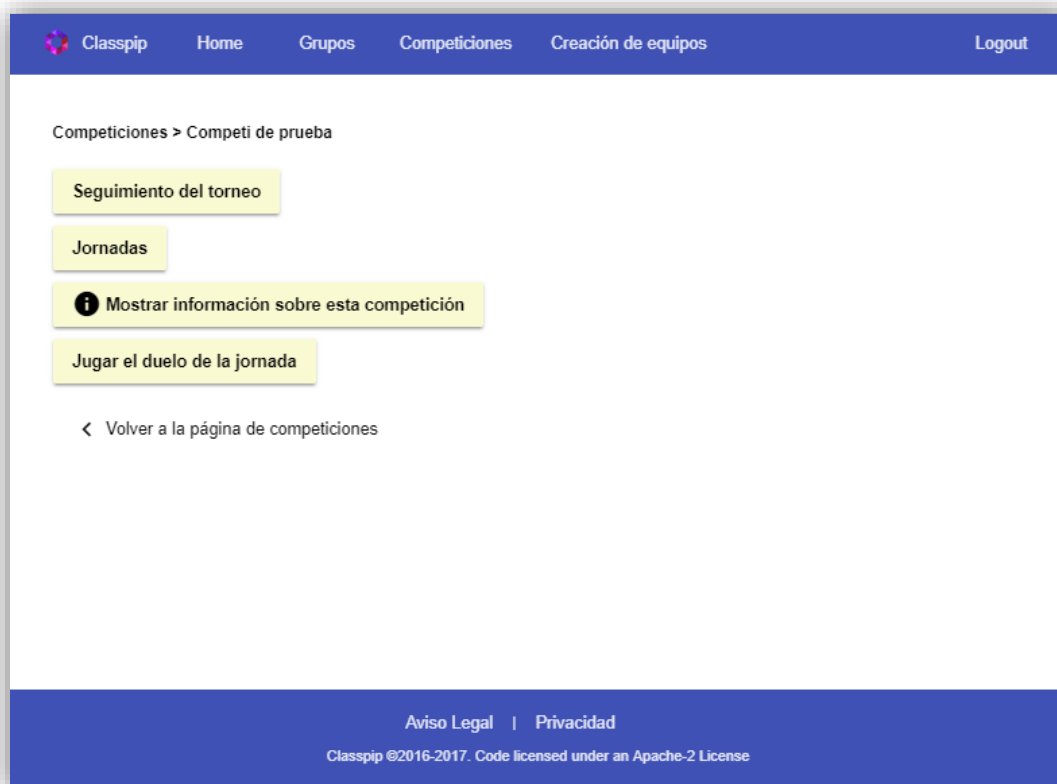 Classpip Home Grupos Competiciones Creación de equipos Logout
Competiciones > Competi de prueba
Seguimiento del torneo
Jornadas
Mostrar información sobre esta competición
Jugar el duelo de la jornada
Volver a la página de competiciones
Aviso Legal | Privacidad
Classpip ©2016-2017. Code licensed under an Apache-2 License